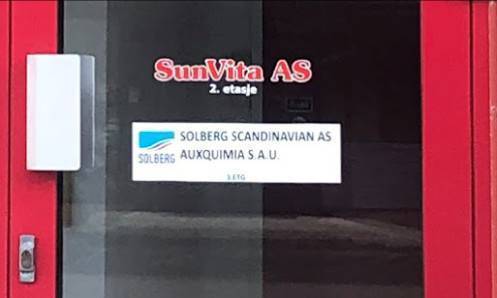 SunVita AS
2. etasje
SOLBERG SCANDINAVIAN AS
SOLBERG AUXQUIMIA S.A.U.
3.ETG